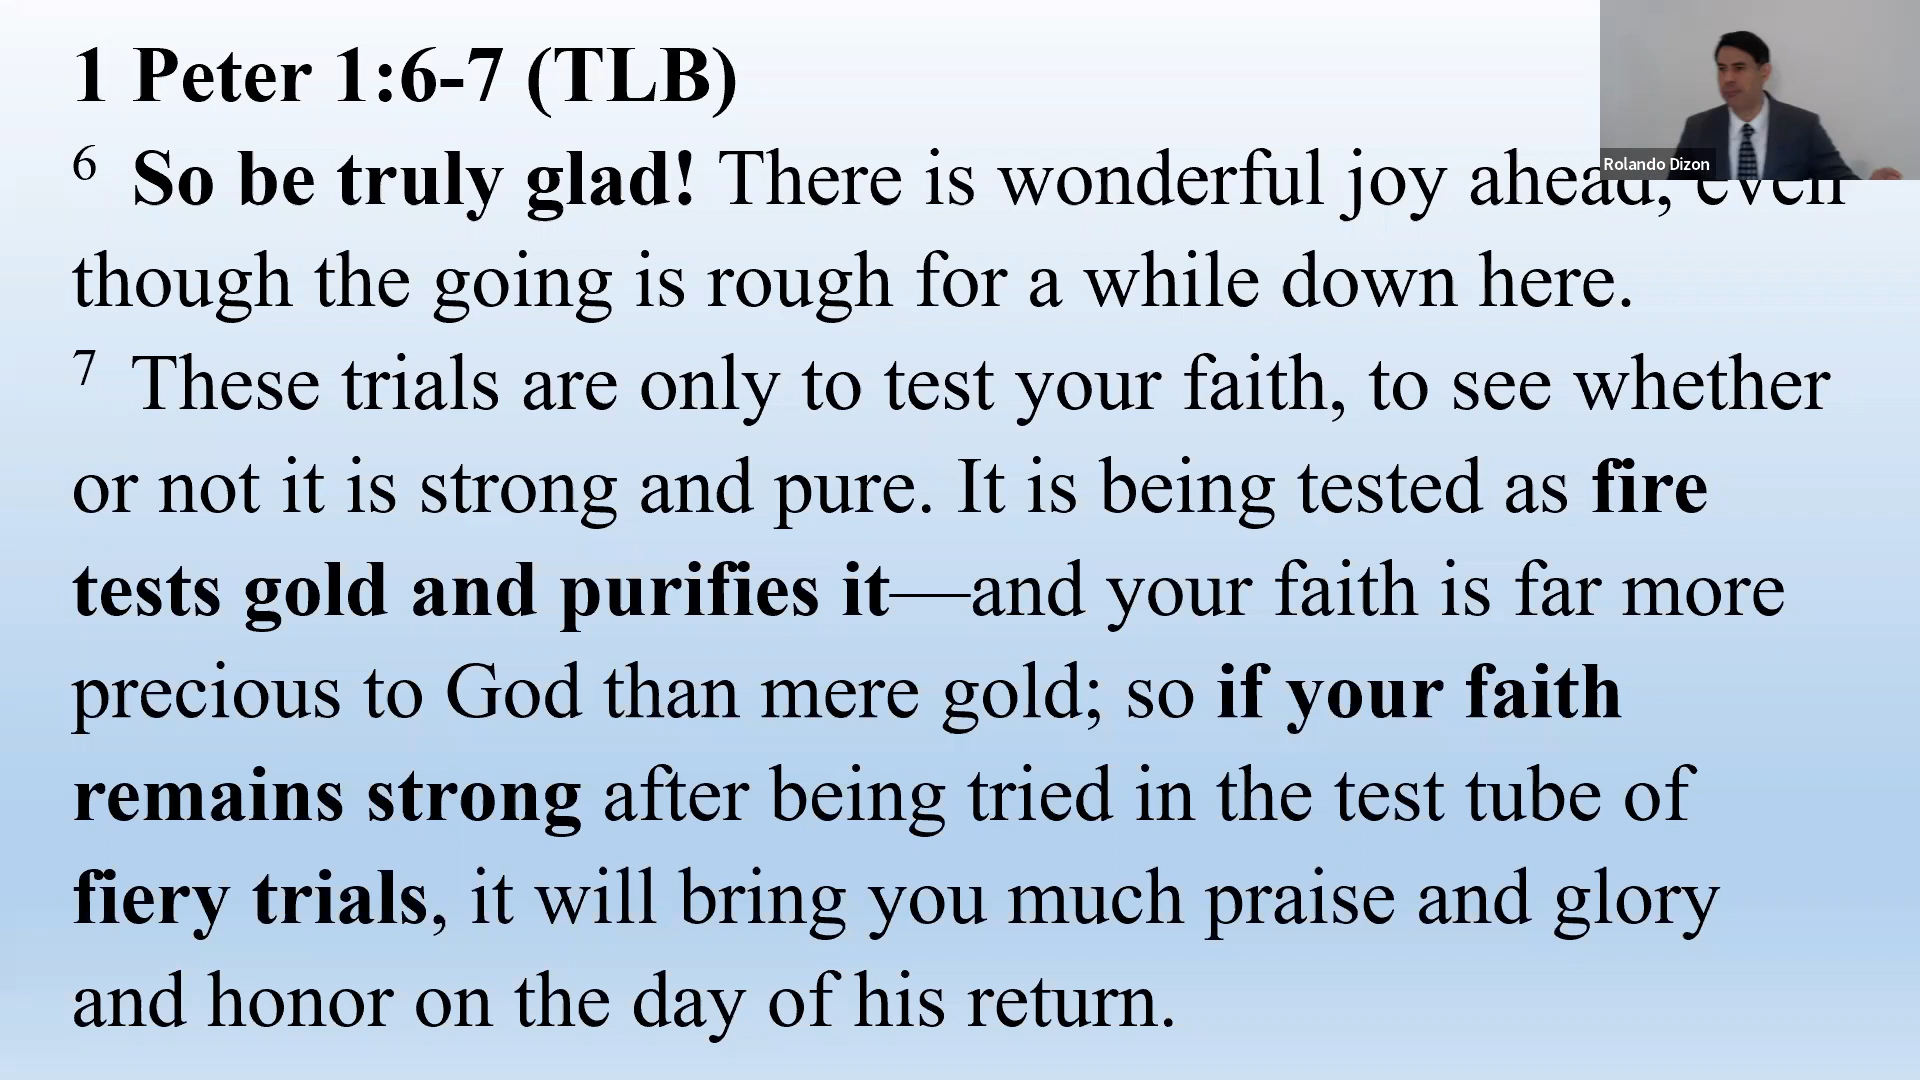 1 Peter 1:6-7 (TLB)
6 So be truly glad! There is wonderful joy ahead, even
though the going is rough for a while down here.
7 These trials are only to test your faith, to see whether
or not it is strong and pure. It is being tested as fire
tests gold and purifies it—and your faith is far more
precious to God than mere gold; so if your faith
remains strong after being tried in the test tube of
fiery trials, it will bring you much praise and glory
and honor on the day of his return.
Rolando Dizon